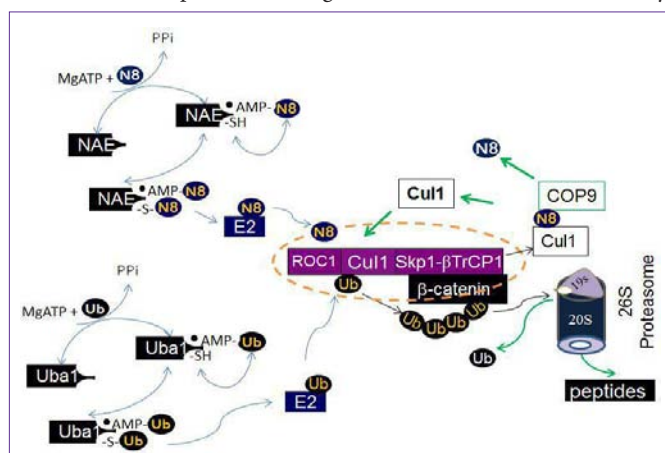 PPi
MgATP + N8
NAE
NAE
-SH
AMP-N8
NAE
AMP-N8
-S-N8
N8
E2
N8
N8
Cul1
COP9
N8
Cul1
ROC1 Cul1 Skp1-βTrCP1
β-catenin
Ub
Ub Ub Ub Ub
19s
20S
26S
Proteasome
Ub
peptides
PPi
MgATP + Ub
Uba1
Uba1
-SH
AMP-Ub
Uba1
AMP-Ub
-S-Ub
Ub
E2